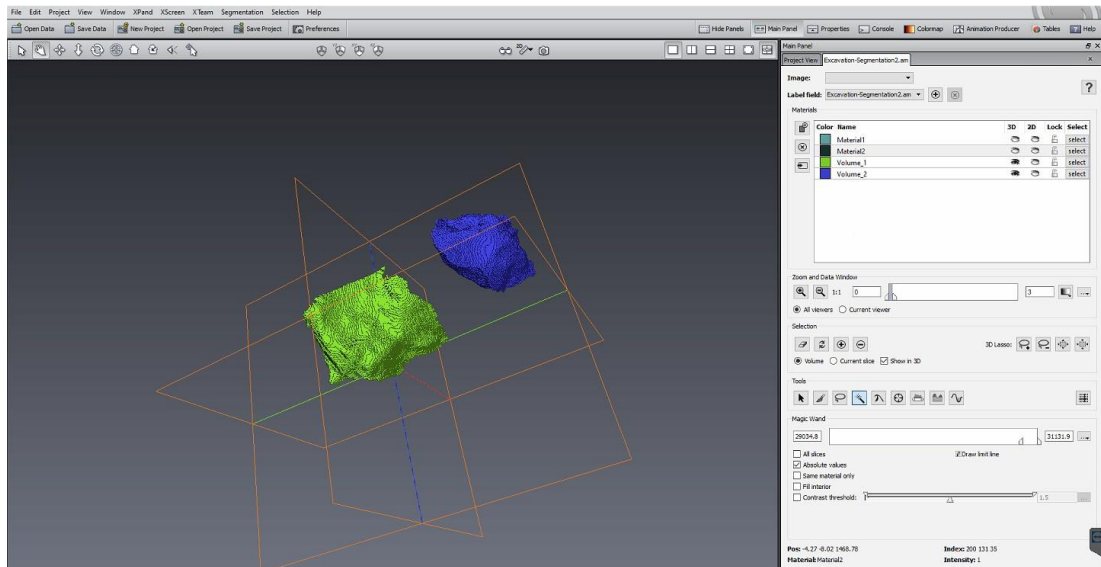 File Edit Project View Window XPand XScreen XTeam Segmentation Selection Help
Open Data Save Data New Project Open Project Save Project Preferences Hide Panels Main Panel Properties Console Colormap Animation Producer Tables Help
Main Panel
Project View Excavation-Segmentation2.am
Image:
Label field: Excavation-Segmentation2.am
Materials
Color Name 3D 2D Lock Select
Material1 select
Material2 select
Volume_1 select
Volume_2 select
Zoom and Data Window
1:1 0 3
All viewers Current viewer
Selection
3D Lasso:
Volume Current slice Show in 3D
Tools
Magic Wand
29034.8 31131.9
All slices Draw limit line
Absolute values
Same material only
Fill interior
Contrast threshold: 1.5
Pos: -4.27 -8.02 1468.78 Index: 200 131 35
Material: Material2 Intensity: 1